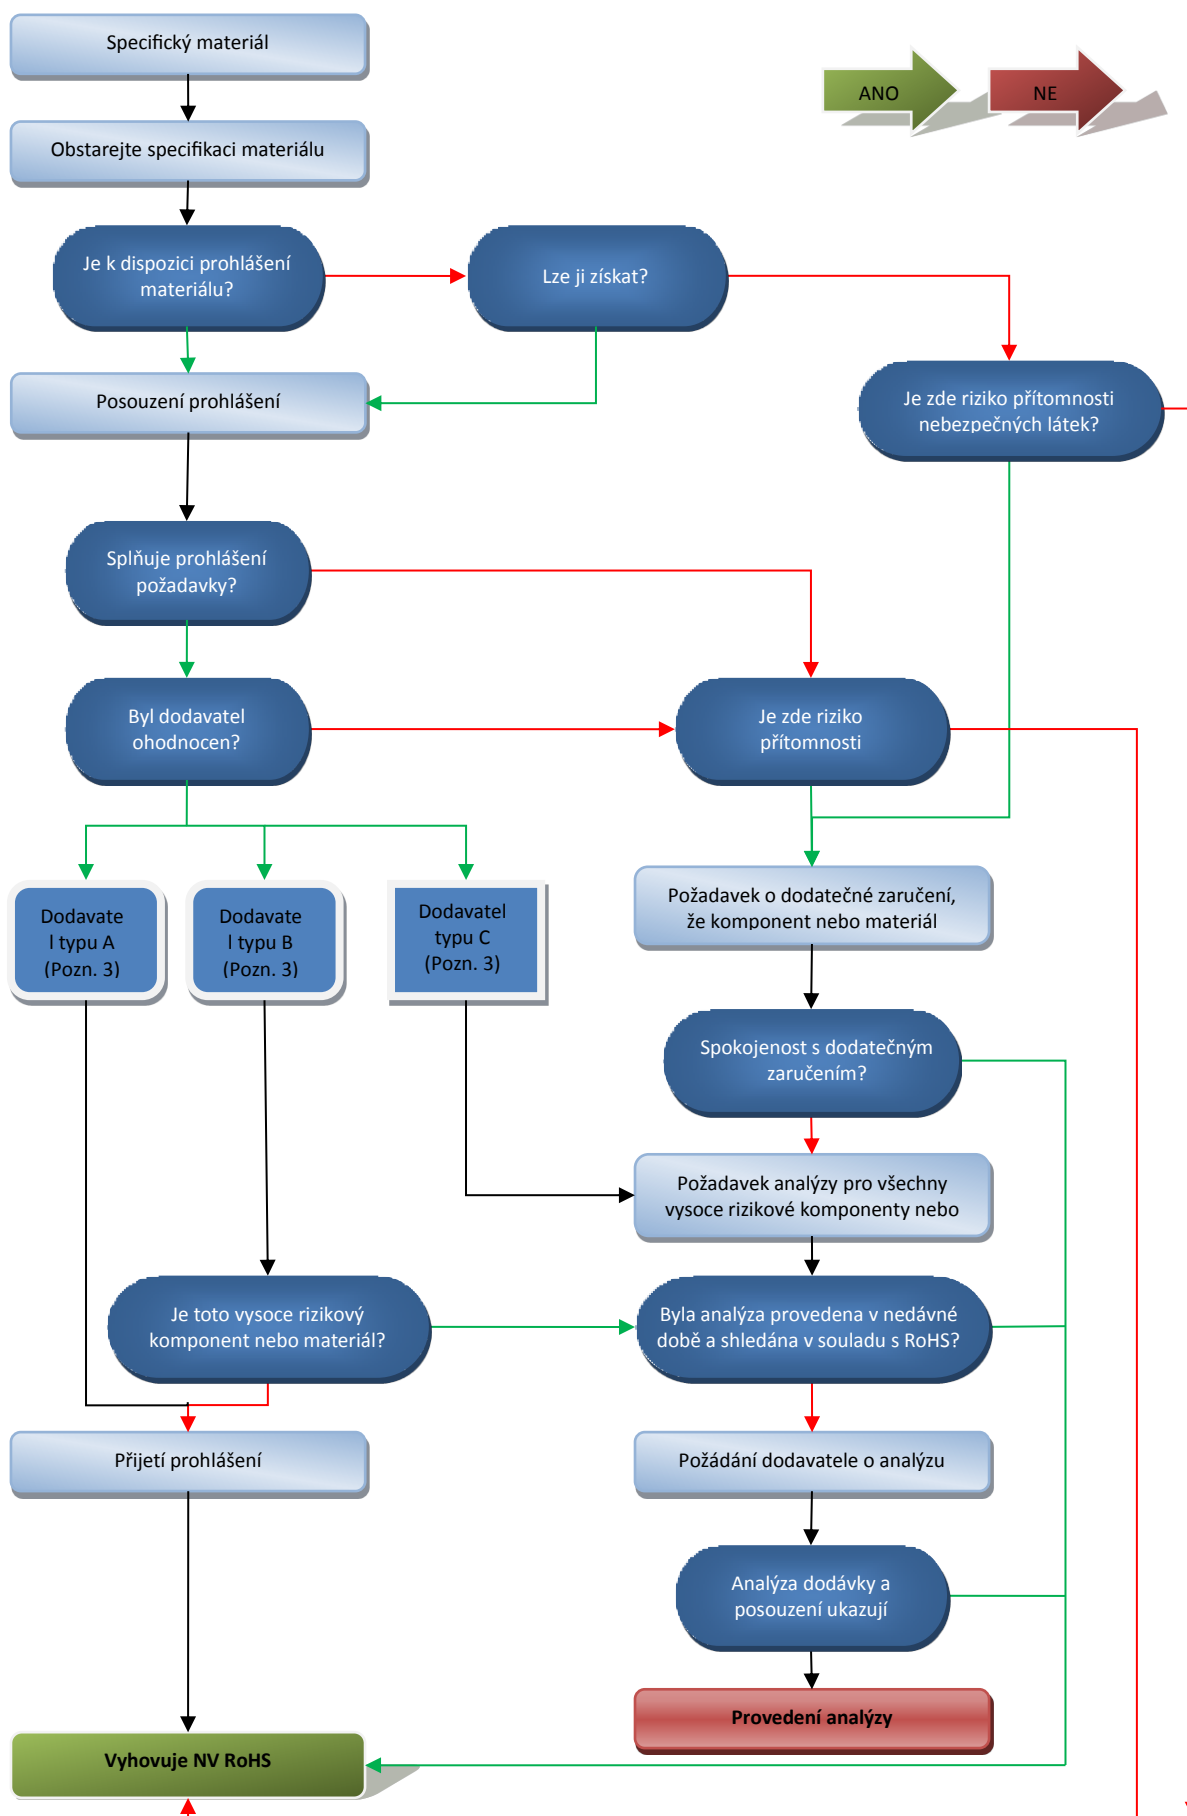 Specifický materiál
ANO
NE
Obstarejte specifikaci materiálu
Je k dispozici prohlášení
materiálu?
Lze ji získat?
Je zde riziko přítomnosti
nebezpečných látek?
Posouzení prohlášení
Splňuje prohlášení
požadavky?
Byl dodavatel
ohodnocen?
Je zde riziko
přítomnosti
Dodavate
l typu A
(Pozn. 3)
Dodavate
l typu B
(Pozn. 3)
Dodavatel
typu C
(Pozn. 3)
Požadavek o dodatečné zaručení,
že komponent nebo materiál
Spokojenost s dodatečným
zaručením?
Požadavek analýzy pro všechny
vysoce rizikové komponenty nebo
Je toto vysoce rizikový
komponent nebo materiál?
Byla analýza provedena v nedávné
době a shledána v souladu s RoHS?
Přijetí prohlášení
Požádání dodavatele o analýzu
Analýza dodávky a
posouzení ukazují
Provedení analýzy
Vyhovuje NV RoHS